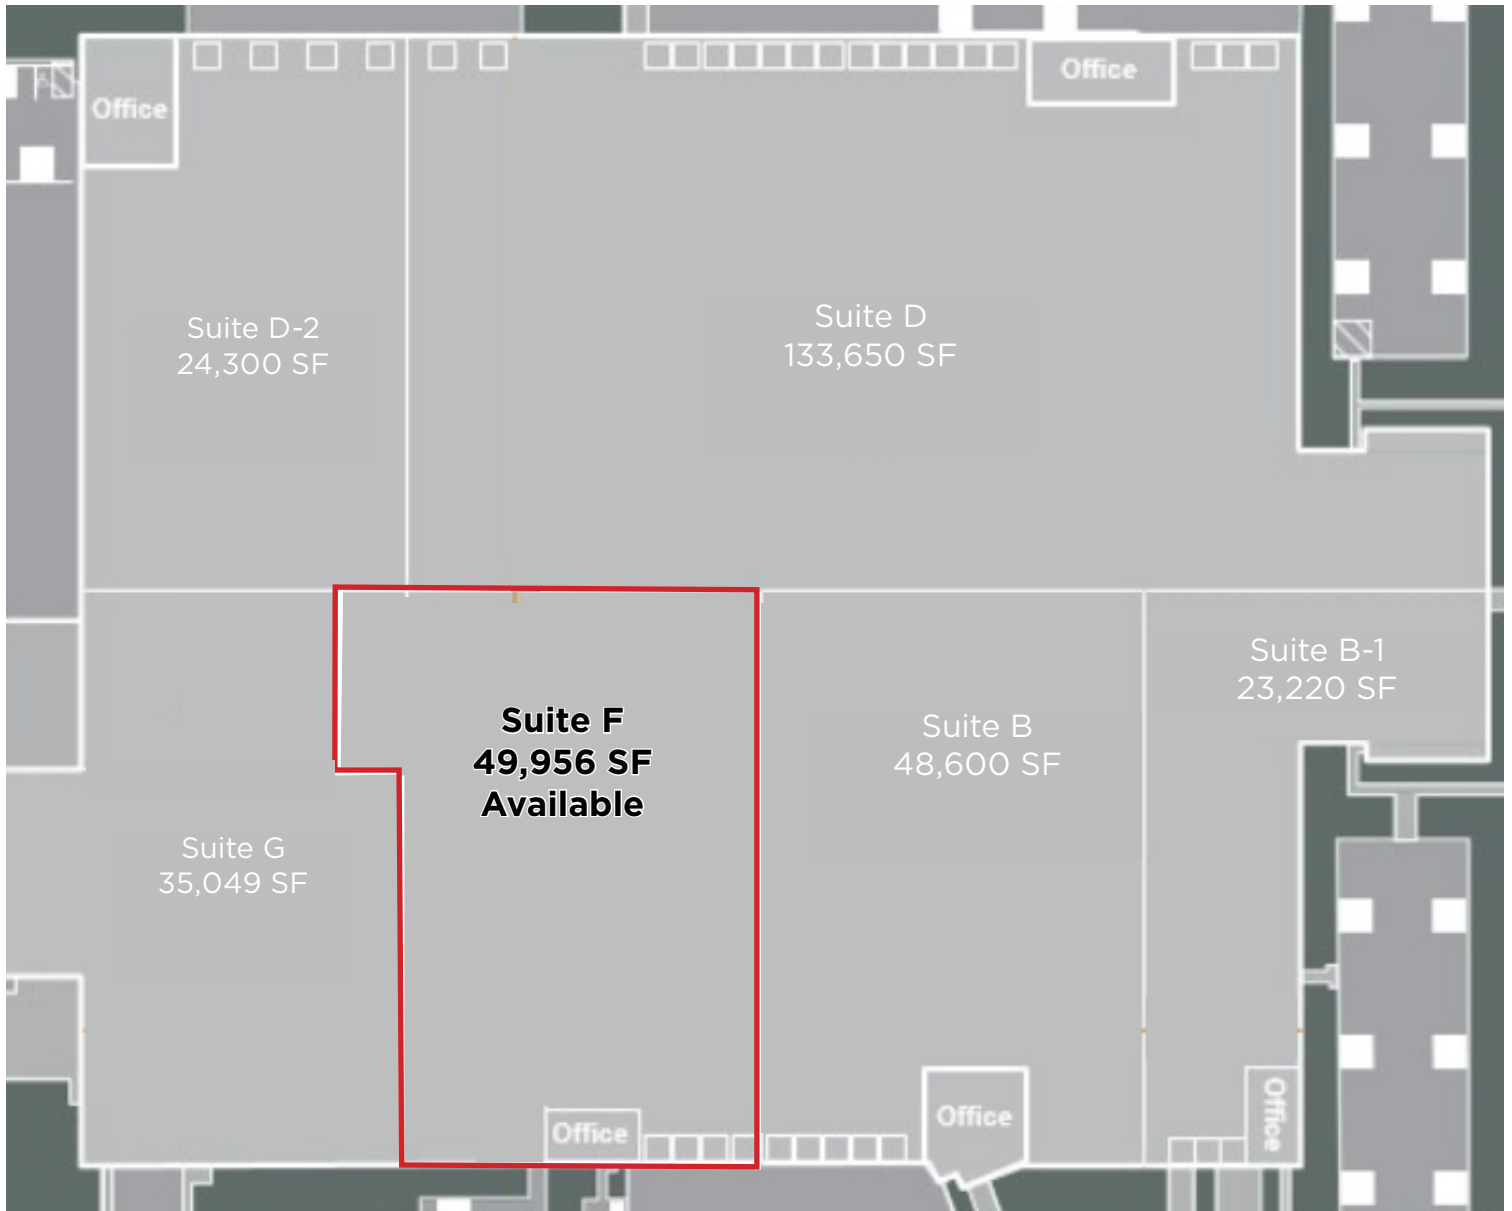 Office
Office
Suite D-2
24,300 SF
Suite D
133,650 SF
Suite F
49,956 SF
Available
Suite B
48,600 SF
Suite B-1
23,220 SF
Suite G
35,049 SF
Office
Office
Office